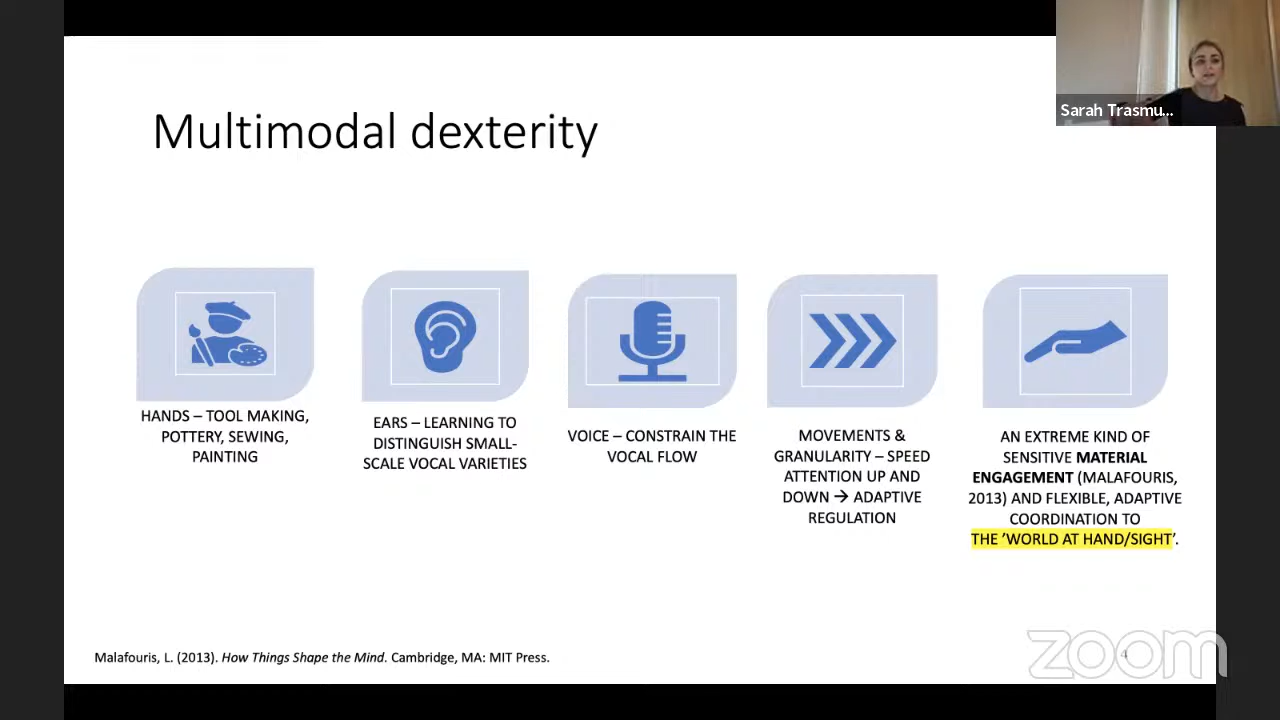 Multimodal dexterity
Sarah Trasmu...
HANDS – TOOL MAKING,
POTTERY, SEWING,
PAINTING
EARS – LEARNING TO
DISTINGUISH SMALL-
SCALE VOCAL VARIETIES
VOICE – CONSTRAIN THE
VOCAL FLOW
MOVEMENTS &
GRANULARITY – SPEED
ATTENTION UP AND
DOWN → ADAPTIVE
REGULATION
AN EXTREME KIND OF
SENSITIVE MATERIAL
ENGAGEMENT (MALAFOURIS,
2013) AND FLEXIBLE, ADAPTIVE
COORDINATION TO
THE 'WORLD AT HAND/SIGHT'.
Malafouris, L. (2013). How Things Shape the Mind. Cambridge, MA: MIT Press.
4
zoom